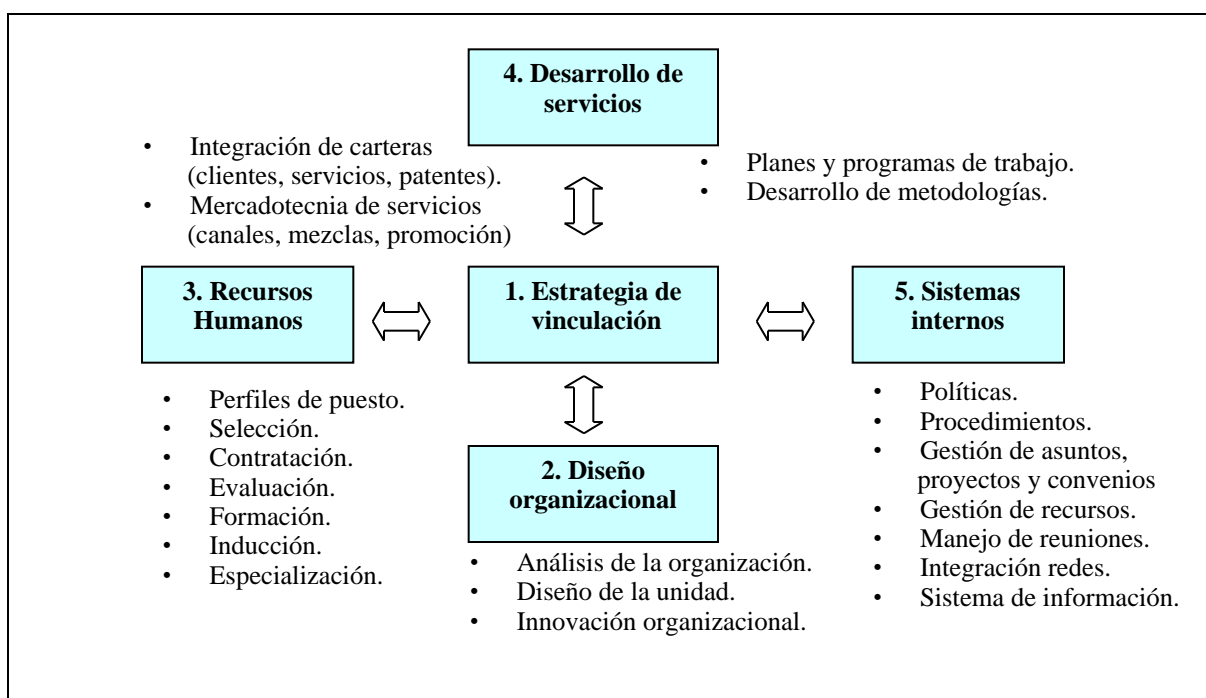 4. Desarrollo de
servicios
• Integración de carteras
(clientes, servicios, patentes).
• Mercadotecnia de servicios
(canales, mezclas, promoción)
• Planes y programas de trabajo.
• Desarrollo de metodologías.
3. Recursos
Humanos
1. Estrategia de
vinculación
5. Sistemas
internos
• Perfiles de puesto.
• Selección.
• Contratación.
• Evaluación.
• Formación.
• Inducción.
• Especialización.
2. Diseño
organizacional
• Análisis de la organización.
• Diseño de la unidad.
• Innovación organizacional.
• Políticas.
• Procedimientos.
• Gestión de asuntos,
proyectos y convenios
• Gestión de recursos.
• Manejo de reuniones.
• Integración redes.
• Sistema de información.